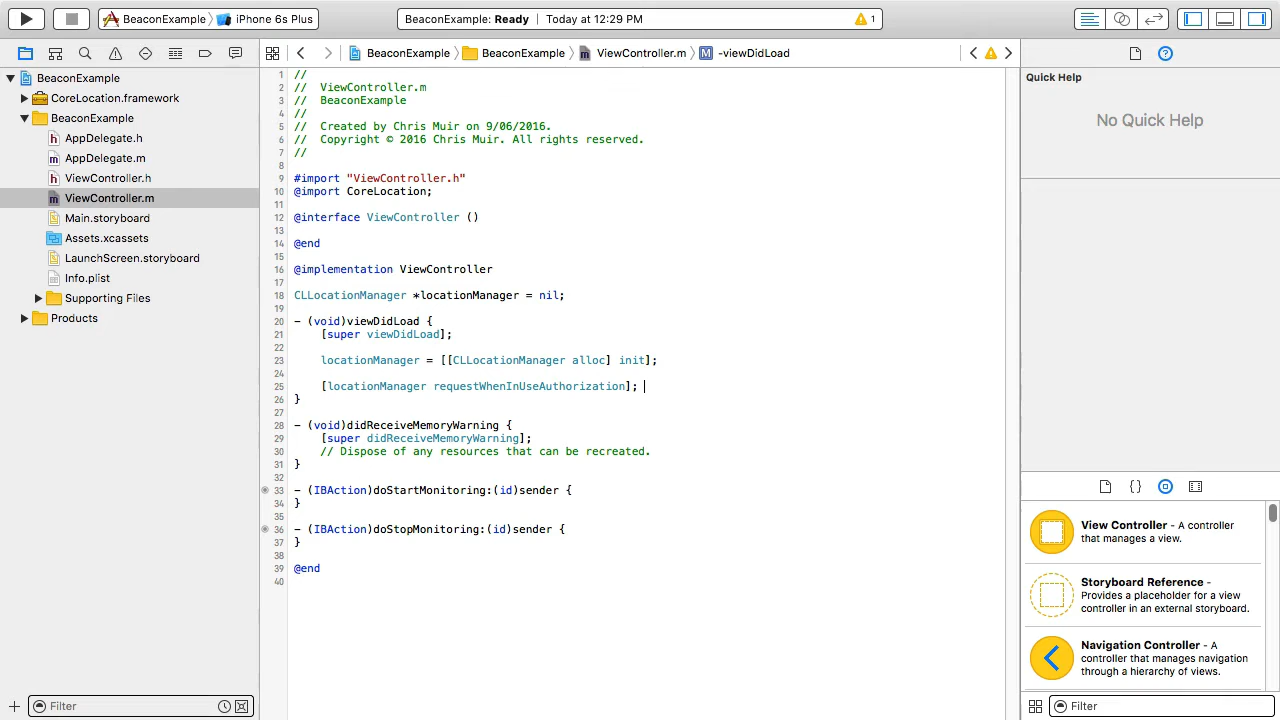 BeaconExample
iPhone 6s Plus
BeaconExample: Ready
Today at 12:29 PM
1
BeaconExample
BeaconExample
ViewController.m
-viewDidLoad
BeaconExample
CoreLocation.framework
BeaconExample
AppDelegate.h
AppDelegate.m
ViewController.h
ViewController.m
Main.storyboard
Assets.xcassets
LaunchScreen.storyboard
Info.plist
Supporting Files
Products
Filter
1 //
2 //  ViewController.m
3 //  BeaconExample
4 //
5 //  Created by Chris Muir on 9/06/2016.
6 //  Copyright © 2016 Chris Muir. All rights reserved.
7 //
8
9 #import "ViewController.h"
10 @import CoreLocation;
11
12 @interface ViewController ()
13
14 @end
15
16 @implementation ViewController
17
18 CLLocationManager *locationManager = nil;
19
20 - (void)viewDidLoad {
21     [super viewDidLoad];
22
23     locationManager = [[CLLocationManager alloc] init];
24
25     [locationManager requestWhenInUseAuthorization];
26 }
27
28 - (void)didReceiveMemoryWarning {
29     [super didReceiveMemoryWarning];
30     // Dispose of any resources that can be recreated.
31 }
32
33 - (IBAction)doStartMonitoring:(id)sender {
34 }
35
36 - (IBAction)doStopMonitoring:(id)sender {
37 }
38
39 @end
40
Quick Help
No Quick Help
View Controller - A controller
that manages a view.
Storyboard Reference -
Provides a placeholder for a view
controller in an external storyboard.
Navigation Controller - A
controller that manages navigation
through a hierarchy of views.
Filter